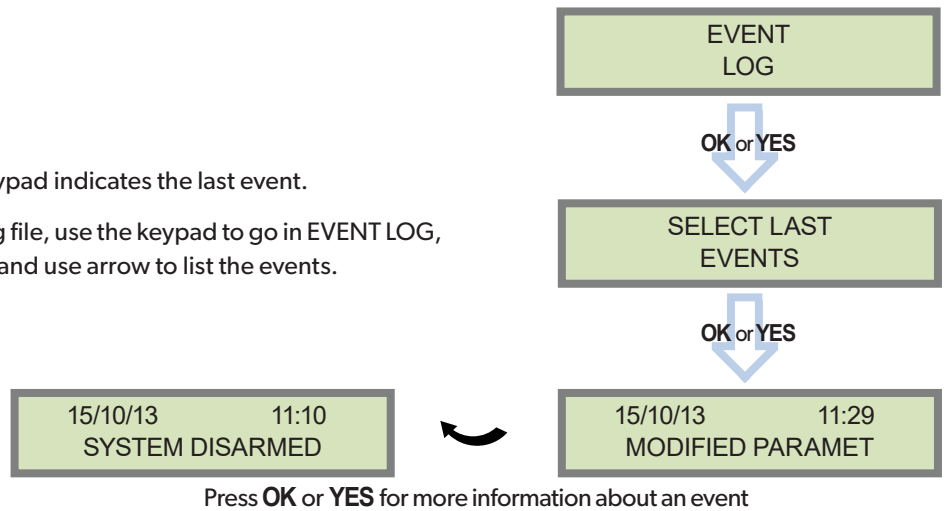 EVENT
LOG
OK or YES
ypad indicates the last event.
g file, use the keypad to go in EVENT LOG,
and use arrow to list the events.
SELECT LAST
EVENTS
OK or YES
15/10/13 11:10
SYSTEM DISARMED
15/10/13 11:29
MODIFIED PARAMET
Press OK or YES for more information about an event